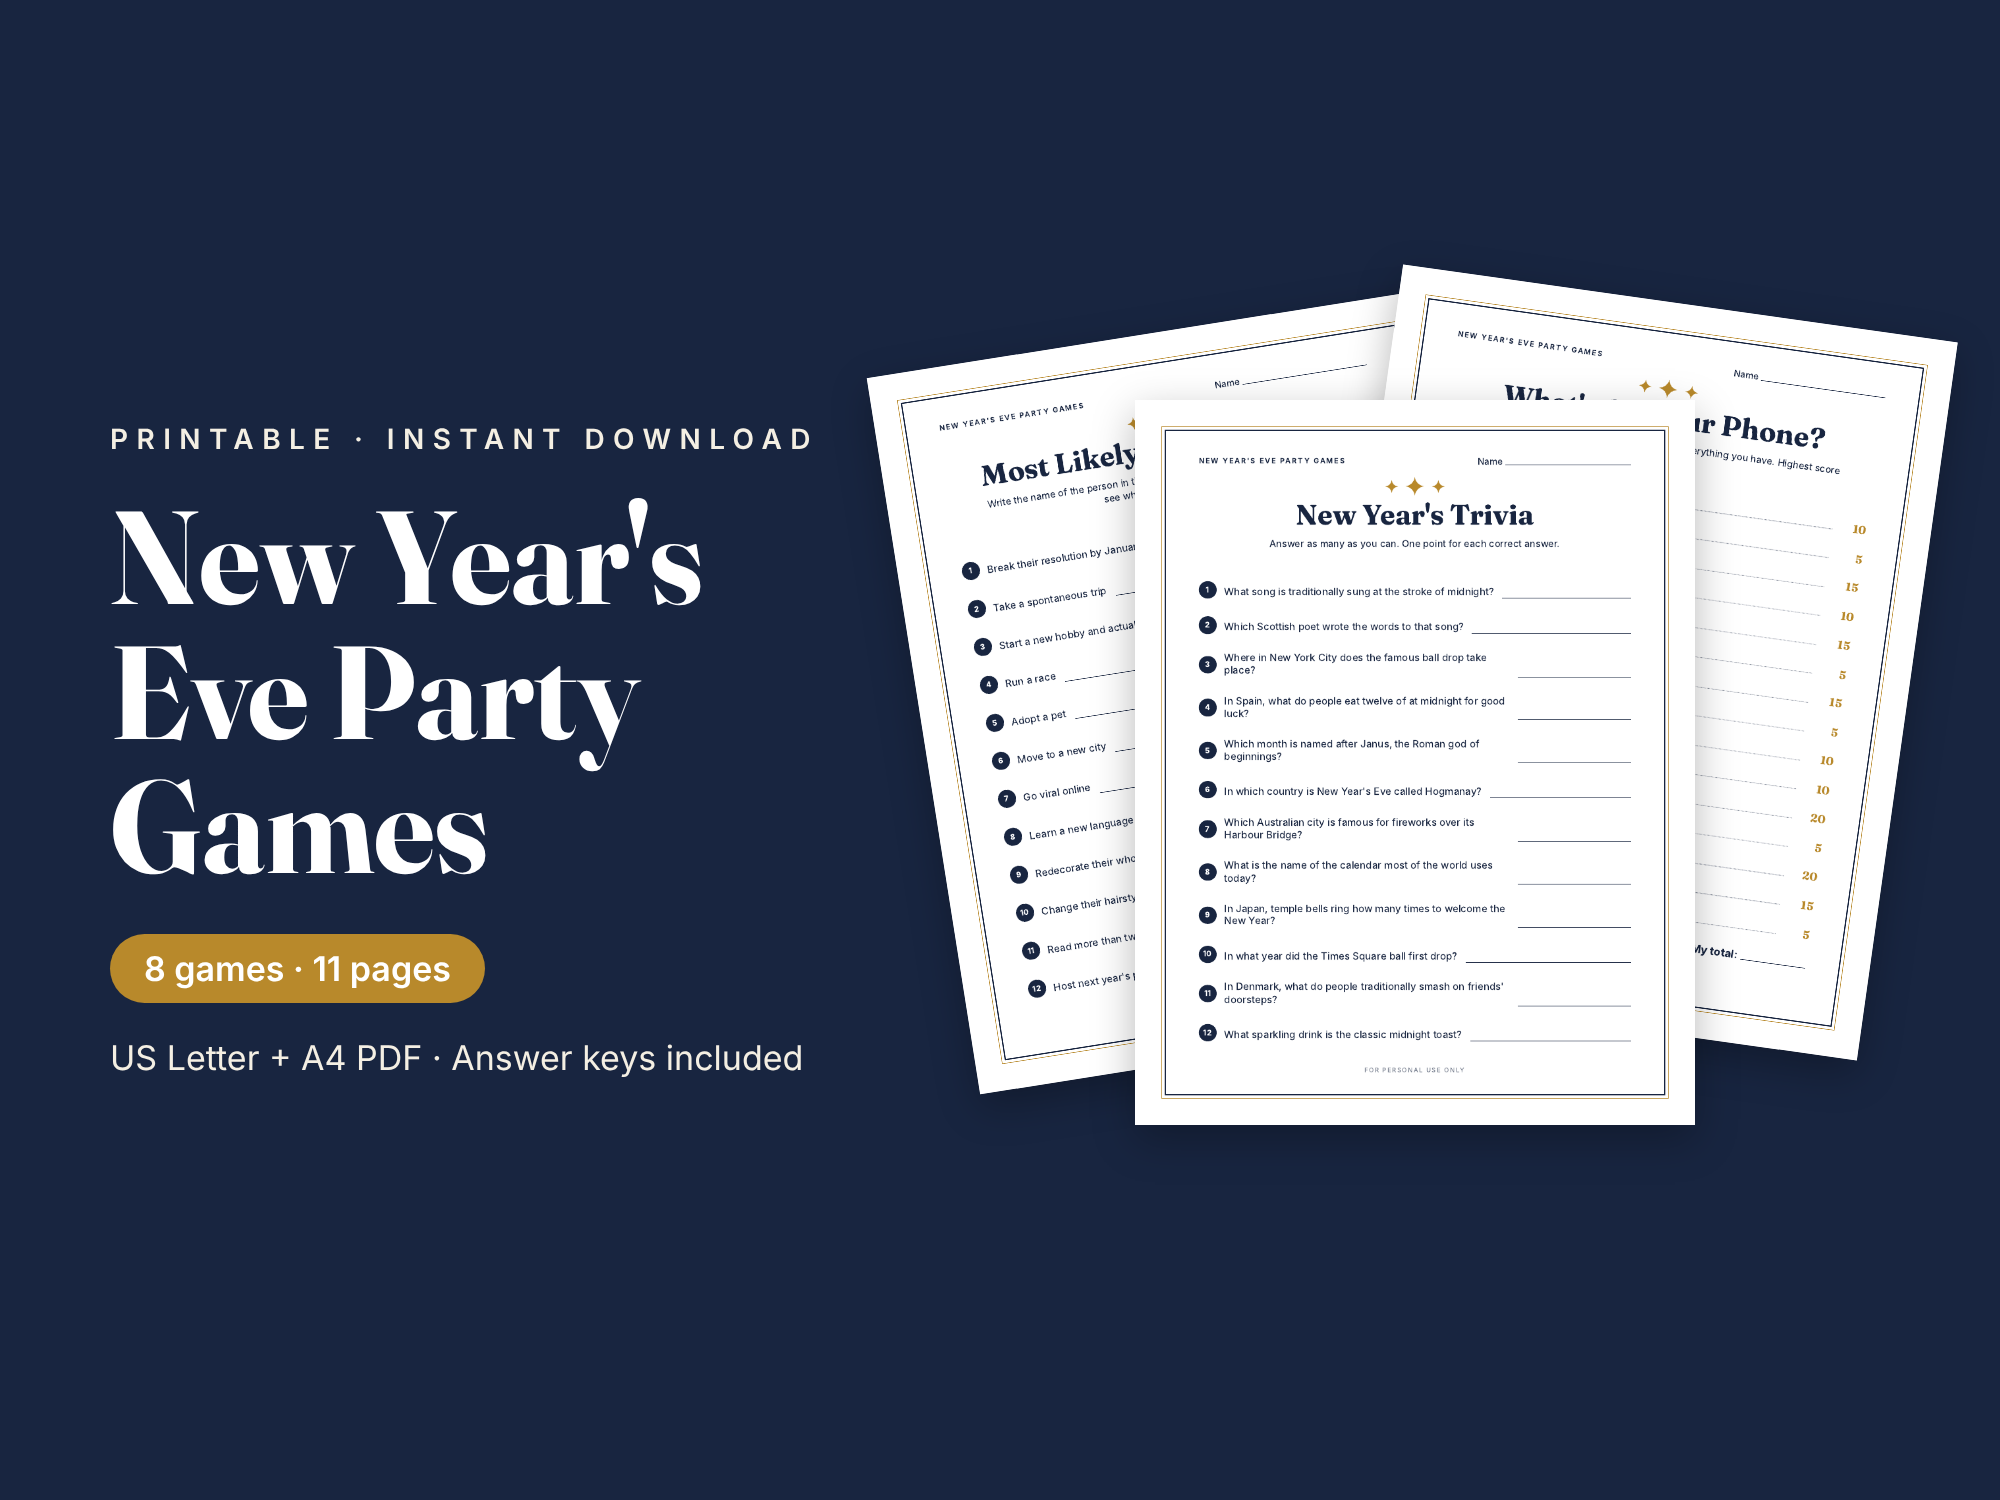 PRINTABLE · INSTANT DOWNLOAD
New Year's
Eve Party
Games
8 games · 11 pages
US Letter + A4 PDF · Answer keys included
NEW YEAR'S EVE PARTY GAMES
Name
Most Likely
Write the name of the person in
see
1 Break their resolution by
2 Take a spontaneous trip
3 Start a new hobby and
4 Run a race
5 Adopt a pet
6 Move to a new city
7 Go viral online
8 Learn a new language
9 Redecorate their
10 Change their
11 Read more than
12 Host next year's
NEW YEAR'S EVE PARTY GAMES
Name
Phone?
everything you have. Highest score
10
5
15
10
15
5
15
5
10
10
20
5
20
15
5
My total:
NEW YEAR'S EVE PARTY GAMES
Name
New Year's Trivia
Answer as many as you can. One point for each correct answer.
1 What song is traditionally sung at the stroke of midnight?
2 Which Scottish poet wrote the words to that song?
3 Where in New York City does the famous ball drop take
place?
4 In Spain, what do people eat twelve of at midnight for good
luck?
5 Which month is named after Janus, the Roman god of
beginnings?
6 In which country is New Year's Eve called Hogmanay?
7 Which Australian city is famous for fireworks over its
Harbour Bridge?
8 What is the name of the calendar most of the world uses
today?
9 In Japan, temple bells ring how many times to welcome the
New Year?
10 In what year did the Times Square ball first drop?
11 In Denmark, what do people traditionally smash on friends'
doorsteps?
12 What sparkling drink is the classic midnight toast?
FOR PERSONAL USE ONLY